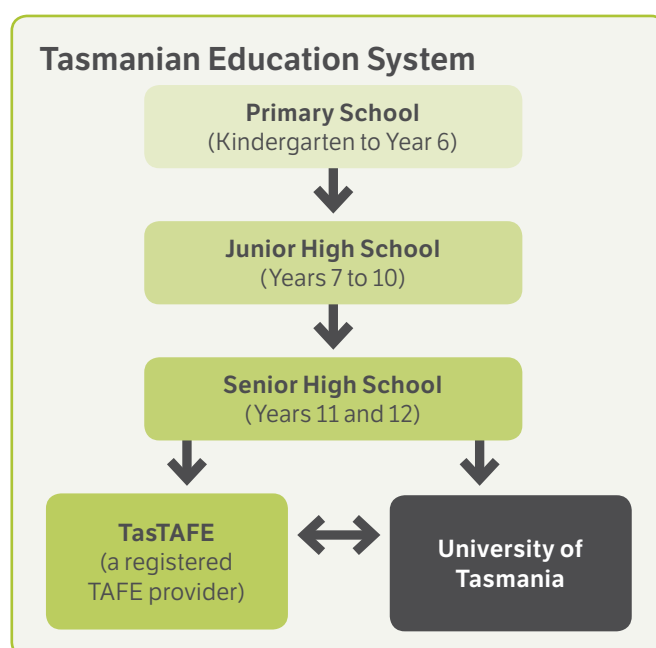 Tasmanian Education System
Primary School
(Kindergarten to Year 6)
Junior High School
(Years 7 to 10)
Senior High School
(Years 11 and 12)
TasTAFE
(a registered
TAFE provider)
University of
Tasmania